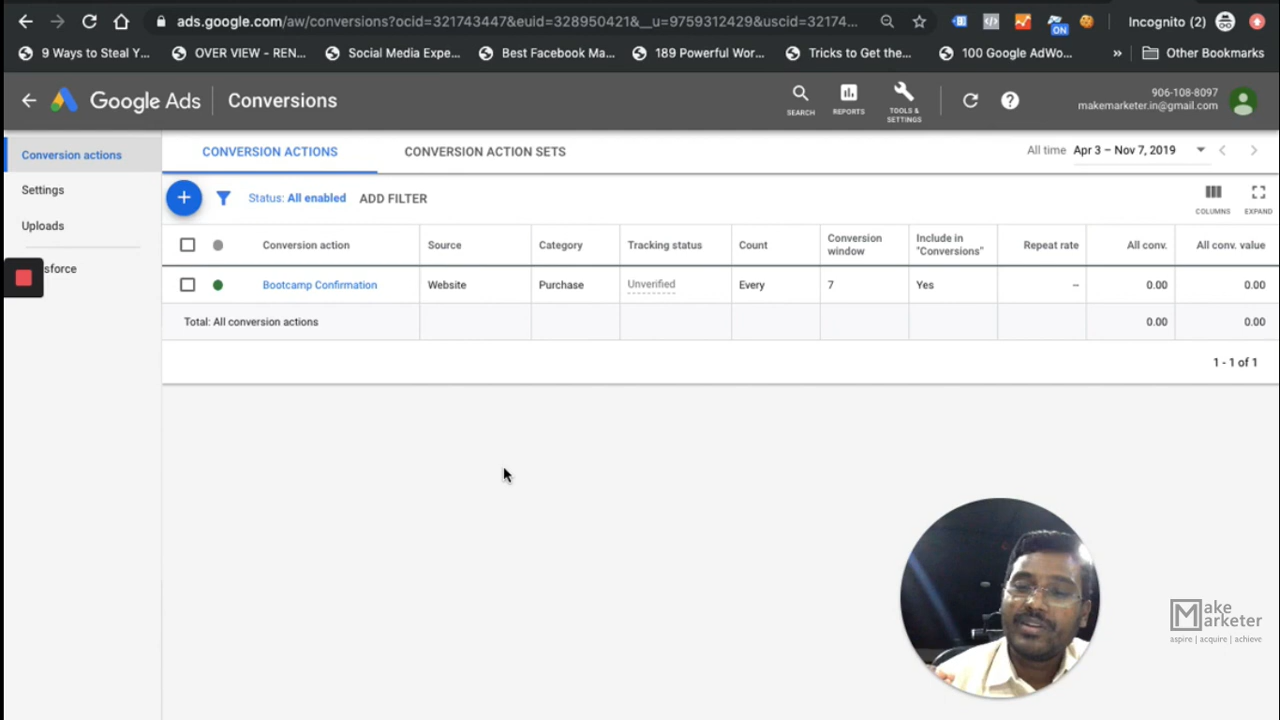 ads.google.com/aw/conversions?ocid=321743447&euid=328950421&__u=9759312429&uscid=32174...
Incognito (2)
ON
9 Ways to Steal Y...
OVER VIEW - REN...
Social Media Expe...
Best Facebook Ma...
189 Powerful Wor...
Tricks to Get the...
100 Google AdWo...
»
Other Bookmarks
Google Ads
Conversions
SEARCH
REPORTS
TOOLS &
SETTINGS
906-108-8097
makemarketer.in@gmail.com
Conversion actions
Settings
Uploads
sforce
CONVERSION ACTIONS
CONVERSION ACTION SETS
All time Apr 3 – Nov 7, 2019
Status: All enabled
ADD FILTER
COLUMNS
EXPAND
Conversion action
Source
Category
Tracking status
Count
Conversion
window
Include in
"Conversions"
Repeat rate
All conv.
All conv. value
Bootcamp Confirmation
Website
Purchase
Unverified
Every
7
Yes
–
0.00
0.00
Total: All conversion actions
0.00
0.00
1 - 1 of 1
Make
Marketer
aspire | acquire | achieve